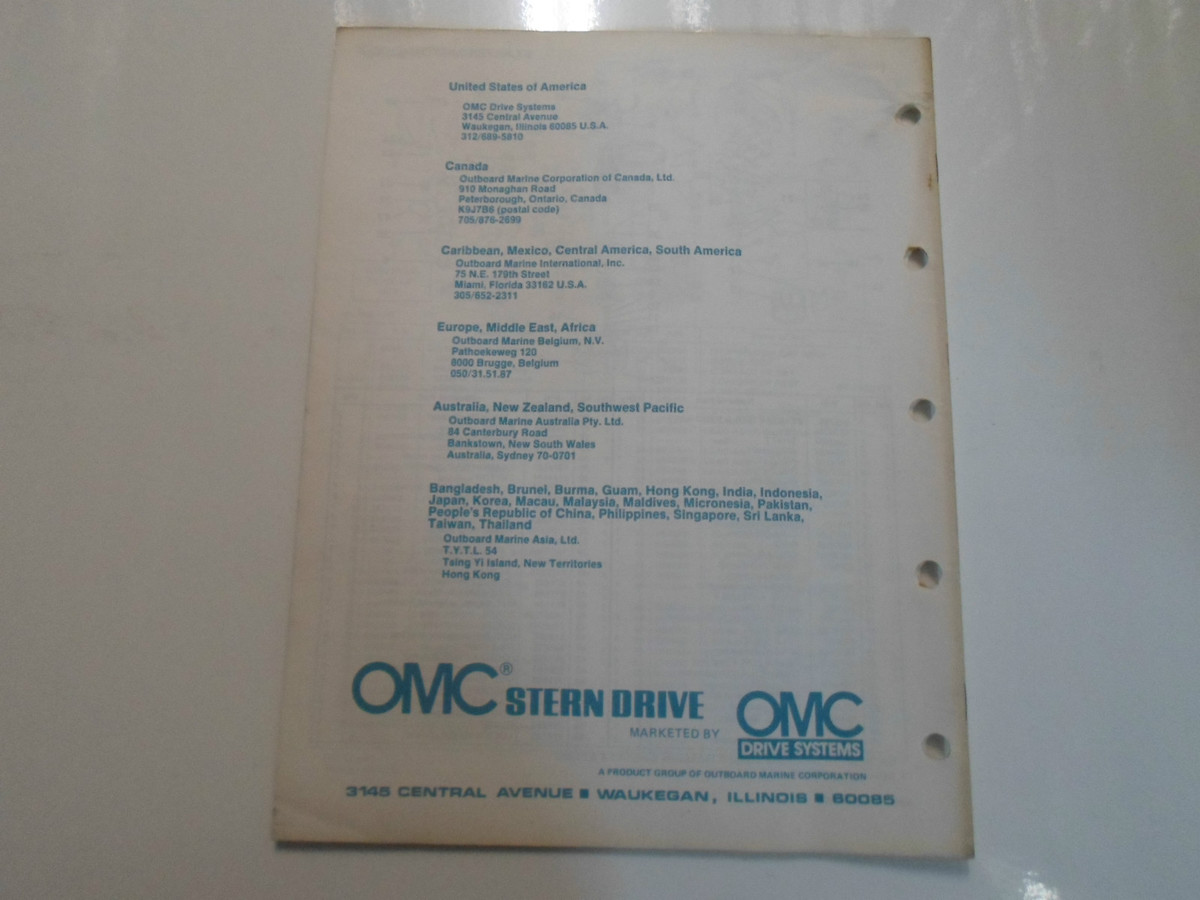 United States of America
OMC Drive Systems
3145 Central Avenue
Waukegan, Illinois 60085 U.S.A.
312/689-5810
Canada
Outboard Marine Corporation of Canada, Ltd.
910 Monaghan Road
Peterborough, Ontario, Canada
K9J7B6 (postal code)
705/876-2699
Caribbean, Mexico, Central America, South America
Outboard Marine International, Inc.
75 N.E. 179th Street
Miami, Florida 33162 U.S.A.
305/652-2311
Europe, Middle East, Africa
Outboard Marine Belgium, N.V.
Pathoekeweg 120
8000 Brugge, Belgium
050/31.51.87
Australia, New Zealand, Southwest Pacific
Outboard Marine Australia Pty. Ltd.
84 Canterbury Road
Bankstown, New South Wales
Australia, Sydney 70-0701
Bangladesh, Brunei, Burma, Guam, Hong Kong, India, Indonesia,
Japan, Korea, Macau, Malaysia, Maldives, Micronesia, Pakistan,
People's Republic of China, Philippines, Singapore, Sri Lanka,
Taiwan, Thailand
Outboard Marine Asia, Ltd.
T.Y.T.L. 54
Tsing Yi Island, New Territories
Hong Kong
OMC® STERN DRIVE
MARKETED BY
OMC
DRIVE SYSTEMS
A PRODUCT GROUP OF OUTBOARD MARINE CORPORATION
3145 CENTRAL AVENUE ■ WAUKEGAN, ILLINOIS ■ 60085